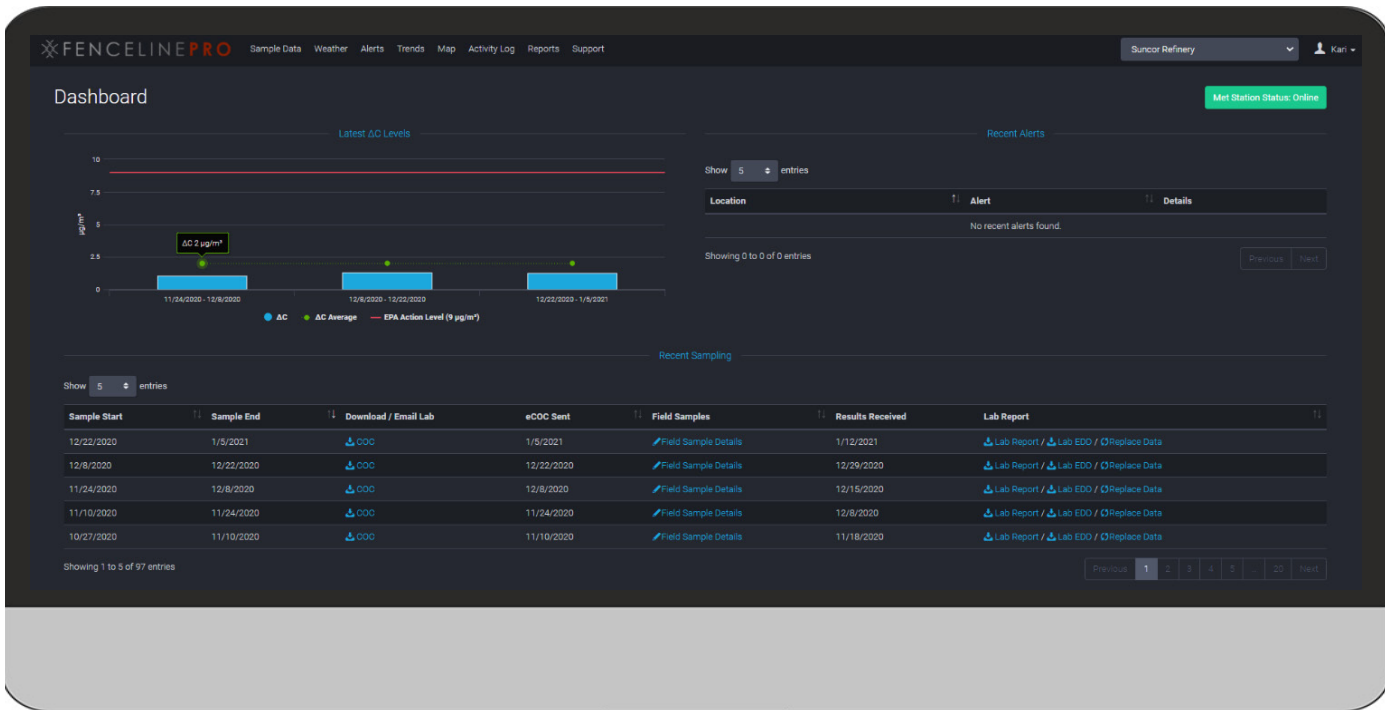 FENCELINEPRO Sample Data Weather Alerts Trends Map Activity Log Reports Support Suncor Refinery Kari
Dashboard
Met Station Status: Online
Latest ΔC Levels
10
7.5
5
2.5
0
µg/m³
ΔC 2 µg/m³
11/24/2020 - 12/8/2020 12/8/2020 - 12/22/2020 12/22/2020 - 1/5/2021
ΔC ΔC Average EPA Action Level (9 µg/m³)
Recent Alerts
Show 5 entries
Location Alert Details
No recent alerts found.
Showing 0 to 0 of 0 entries Previous Next
Recent Sampling
Show 5 entries
Sample Start Sample End Download / Email Lab eCOC Sent Field Samples Results Received Lab Report
12/22/2020 1/5/2021 COC 1/5/2021 Field Sample Details 1/12/2021 Lab Report / Lab EDD / Replace Data
12/8/2020 12/22/2020 COC 12/22/2020 Field Sample Details 12/29/2020 Lab Report / Lab EDD / Replace Data
11/24/2020 12/8/2020 COC 12/8/2020 Field Sample Details 12/15/2020 Lab Report / Lab EDD / Replace Data
11/10/2020 11/24/2020 COC 11/24/2020 Field Sample Details 12/8/2020 Lab Report / Lab EDD / Replace Data
10/27/2020 11/10/2020 COC 11/10/2020 Field Sample Details 11/18/2020 Lab Report / Lab EDD / Replace Data
Showing 1 to 5 of 97 entries Previous 1 2 3 4 5 ... 20 Next